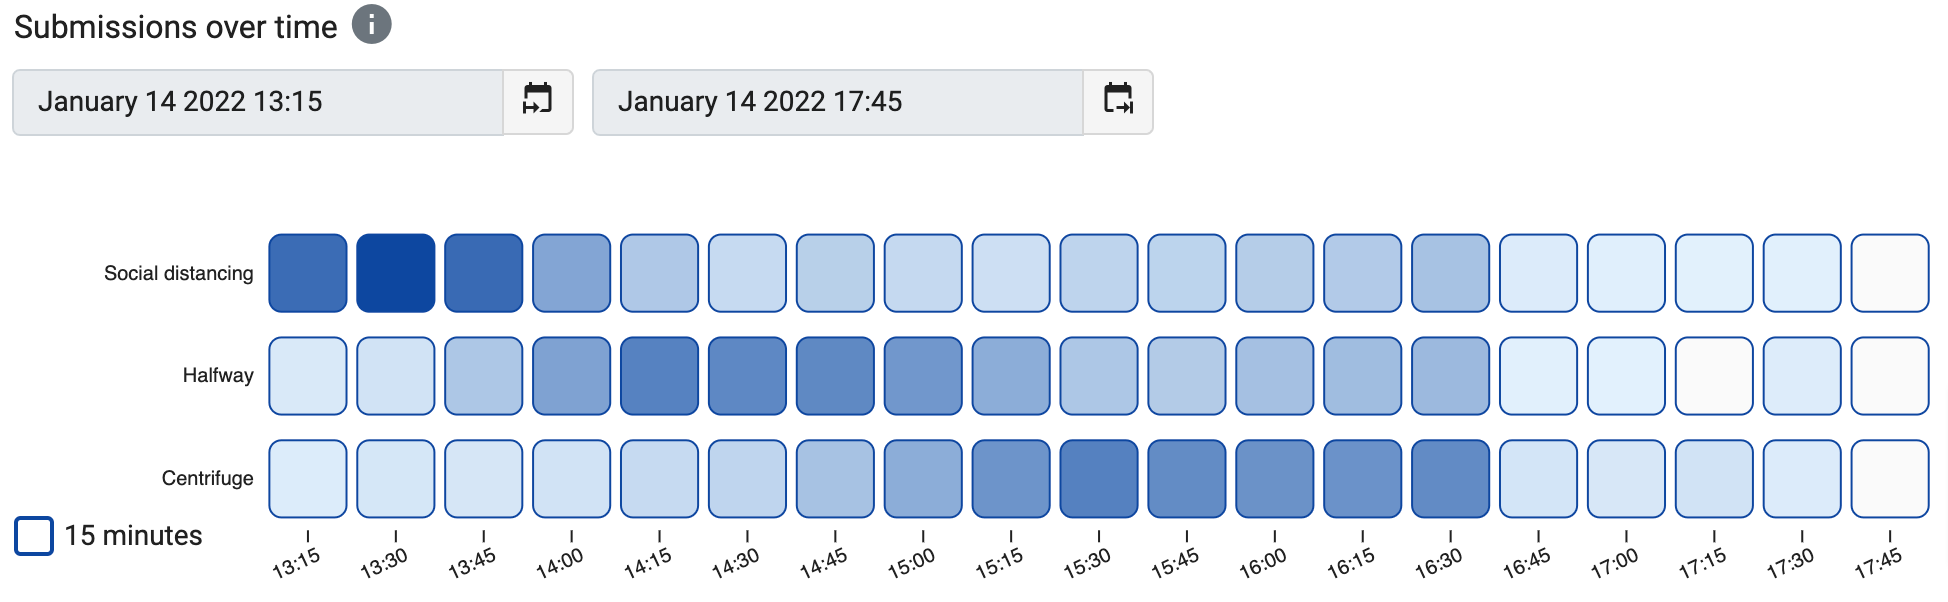 Submissions over time i
January 14 2022 13:15 January 14 2022 17:45
Social distancing
Halfway
Centrifuge
15 minutes
13:15 13:30 13:45 14:00 14:15 14:30 14:45 15:00 15:15 15:30 15:45 16:00 16:15 16:30 16:45 17:00 17:15 17:30 17:45